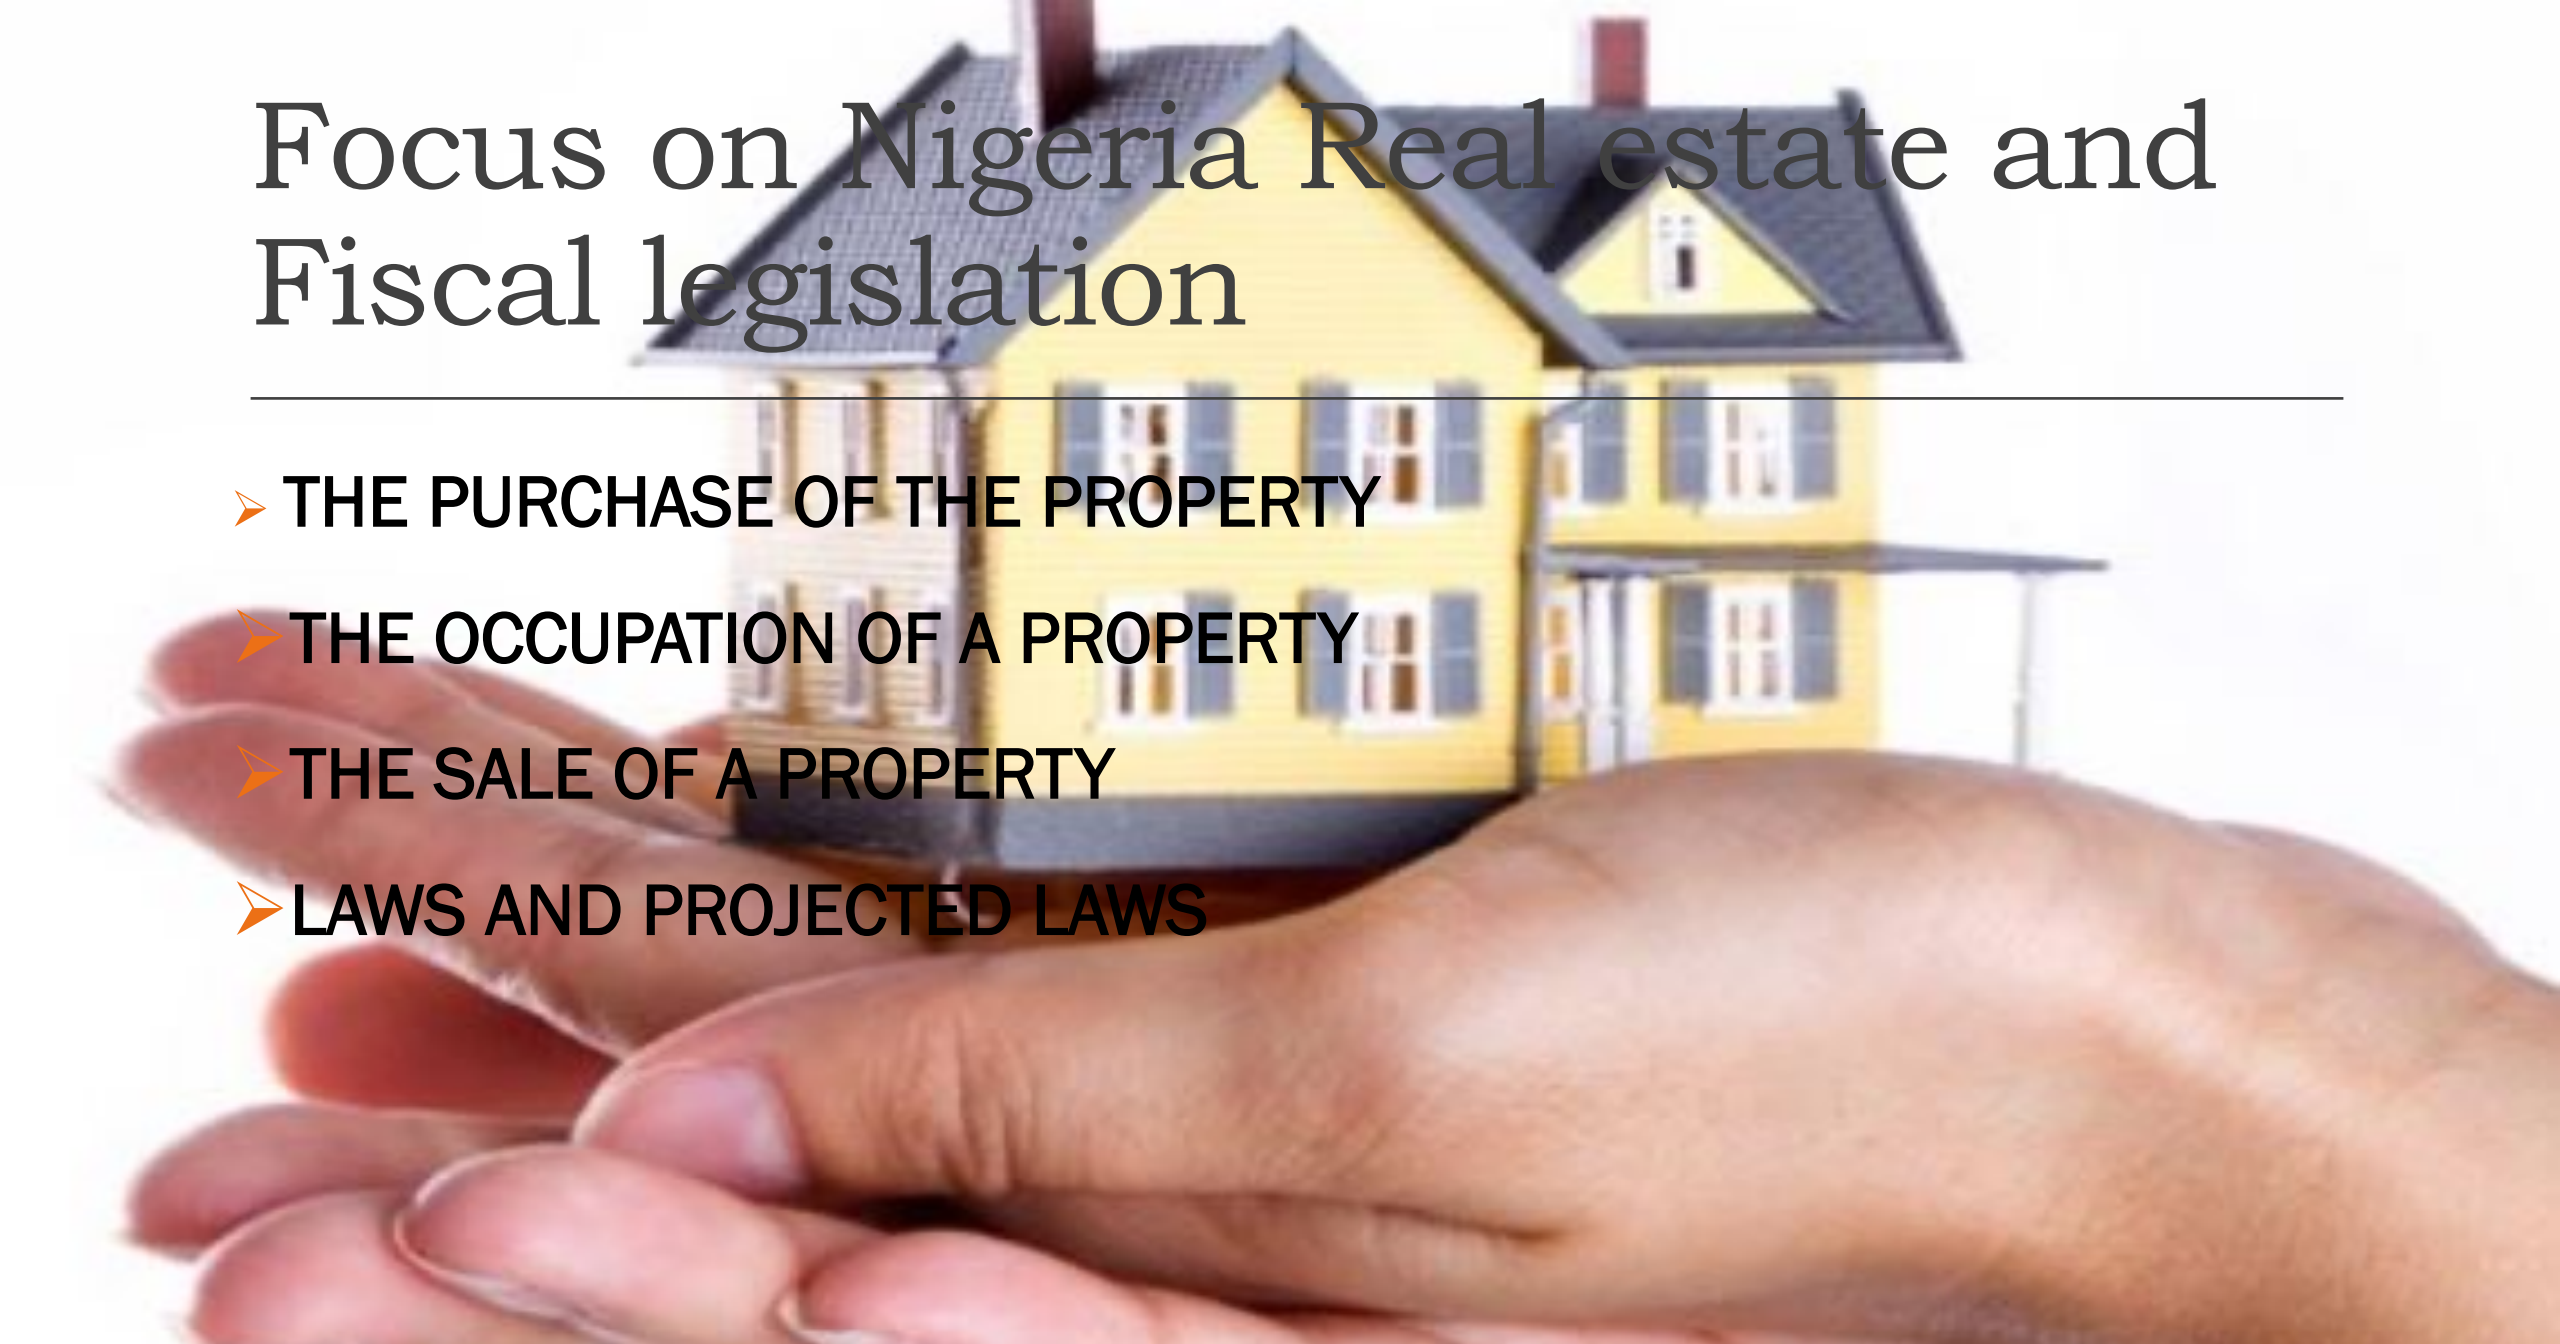 Focus on Nigeria Real estate and
Fiscal legislation
THE PURCHASE OF THE PROPERTY
THE OCCUPATION OF A PROPERTY
THE SALE OF A PROPERTY
LAWS AND PROJECTED LAWS